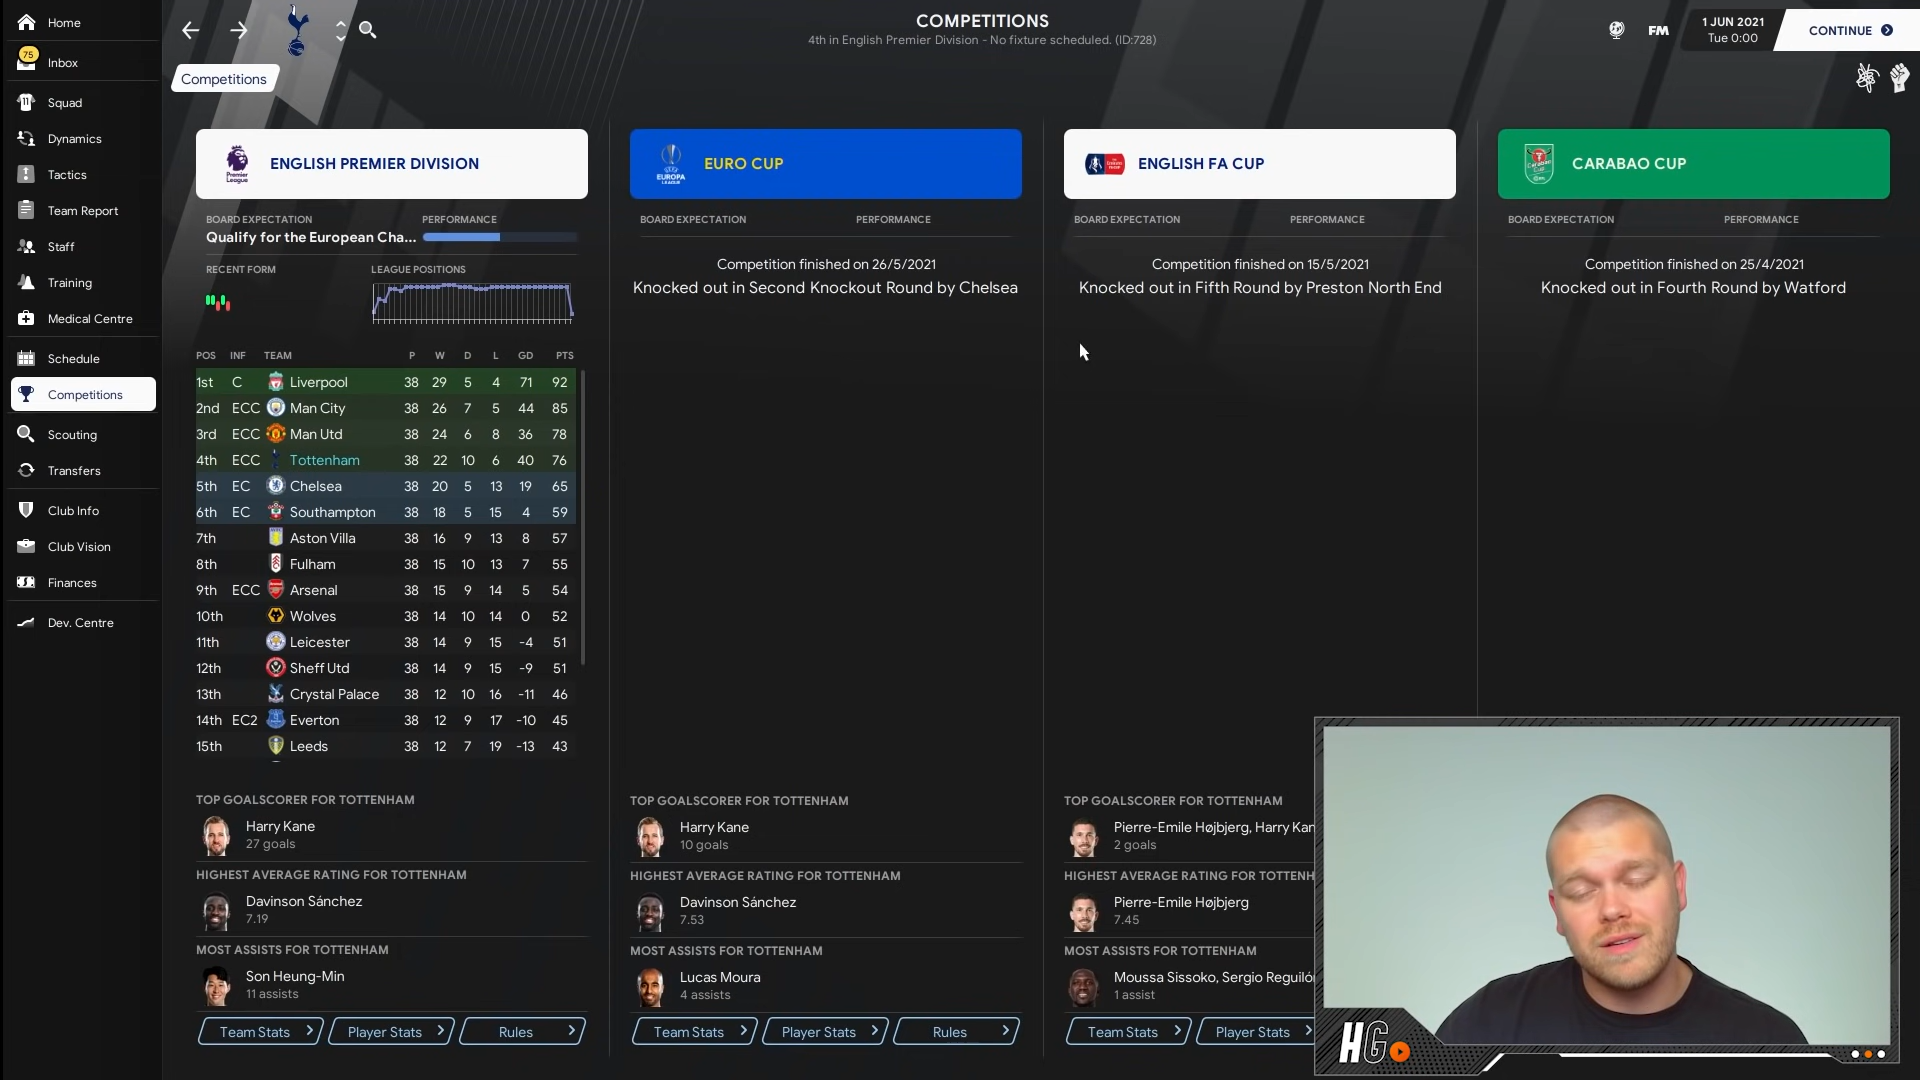 Home
75
Inbox
Squad
Dynamics
Tactics
Team Report
Staff
Training
Medical Centre
Schedule
Competitions
Scouting
Transfers
Club Info
Club Vision
Finances
Dev. Centre
COMPETITIONS
4th in English Premier Division - No fixture scheduled. (ID:728)
FM
1 JUN 2021
Tue 0:00
CONTINUE
Competitions
Premier League
ENGLISH PREMIER DIVISION
BOARD EXPECTATION PERFORMANCE
Qualify for the European Cha...
RECENT FORM LEAGUE POSITIONS
POS INF TEAM P W D L GD PTS
1st C Liverpool 38 29 5 4 71 92
2nd ECC Man City 38 26 7 5 44 85
3rd ECC Man Utd 38 24 6 8 36 78
4th ECC Tottenham 38 22 10 6 40 76
5th EC Chelsea 38 20 5 13 19 65
6th EC Southampton 38 18 5 15 4 59
7th Aston Villa 38 16 9 13 8 57
8th Fulham 38 15 10 13 7 55
9th ECC Arsenal 38 15 9 14 5 54
10th Wolves 38 14 10 14 0 52
11th Leicester 38 14 9 15 -4 51
12th Sheff Utd 38 14 9 15 -9 51
13th Crystal Palace 38 12 10 16 -11 46
14th EC2 Everton 38 12 9 17 -10 45
15th Leeds 38 12 7 19 -13 43
TOP GOALSCORER FOR TOTTENHAM
Harry Kane
27 goals
HIGHEST AVERAGE RATING FOR TOTTENHAM
Davinson Sánchez
7.19
MOST ASSISTS FOR TOTTENHAM
Son Heung-Min
11 assists
Team Stats Player Stats Rules
EUROPA LEAGUE
EURO CUP
BOARD EXPECTATION PERFORMANCE
Competition finished on 26/5/2021
Knocked out in Second Knockout Round by Chelsea
TOP GOALSCORER FOR TOTTENHAM
Harry Kane
10 goals
HIGHEST AVERAGE RATING FOR TOTTENHAM
Davinson Sánchez
7.53
MOST ASSISTS FOR TOTTENHAM
Lucas Moura
4 assists
Team Stats Player Stats Rules
ENGLISH FA CUP
BOARD EXPECTATION PERFORMANCE
Competition finished on 15/5/2021
Knocked out in Fifth Round by Preston North End
TOP GOALSCORER FOR TOTTENHAM
Pierre-Emile Højbjerg, Harry Kan
2 goals
HIGHEST AVERAGE RATING FOR TOTTENH
Pierre-Emile Højbjerg
7.45
MOST ASSISTS FOR TOTTENHAM
Moussa Sissoko, Sergio Reguiló
1 assist
Team Stats Player Stats
CARABAO CUP
BOARD EXPECTATION PERFORMANCE
Competition finished on 25/4/2021
Knocked out in Fourth Round by Watford
HG